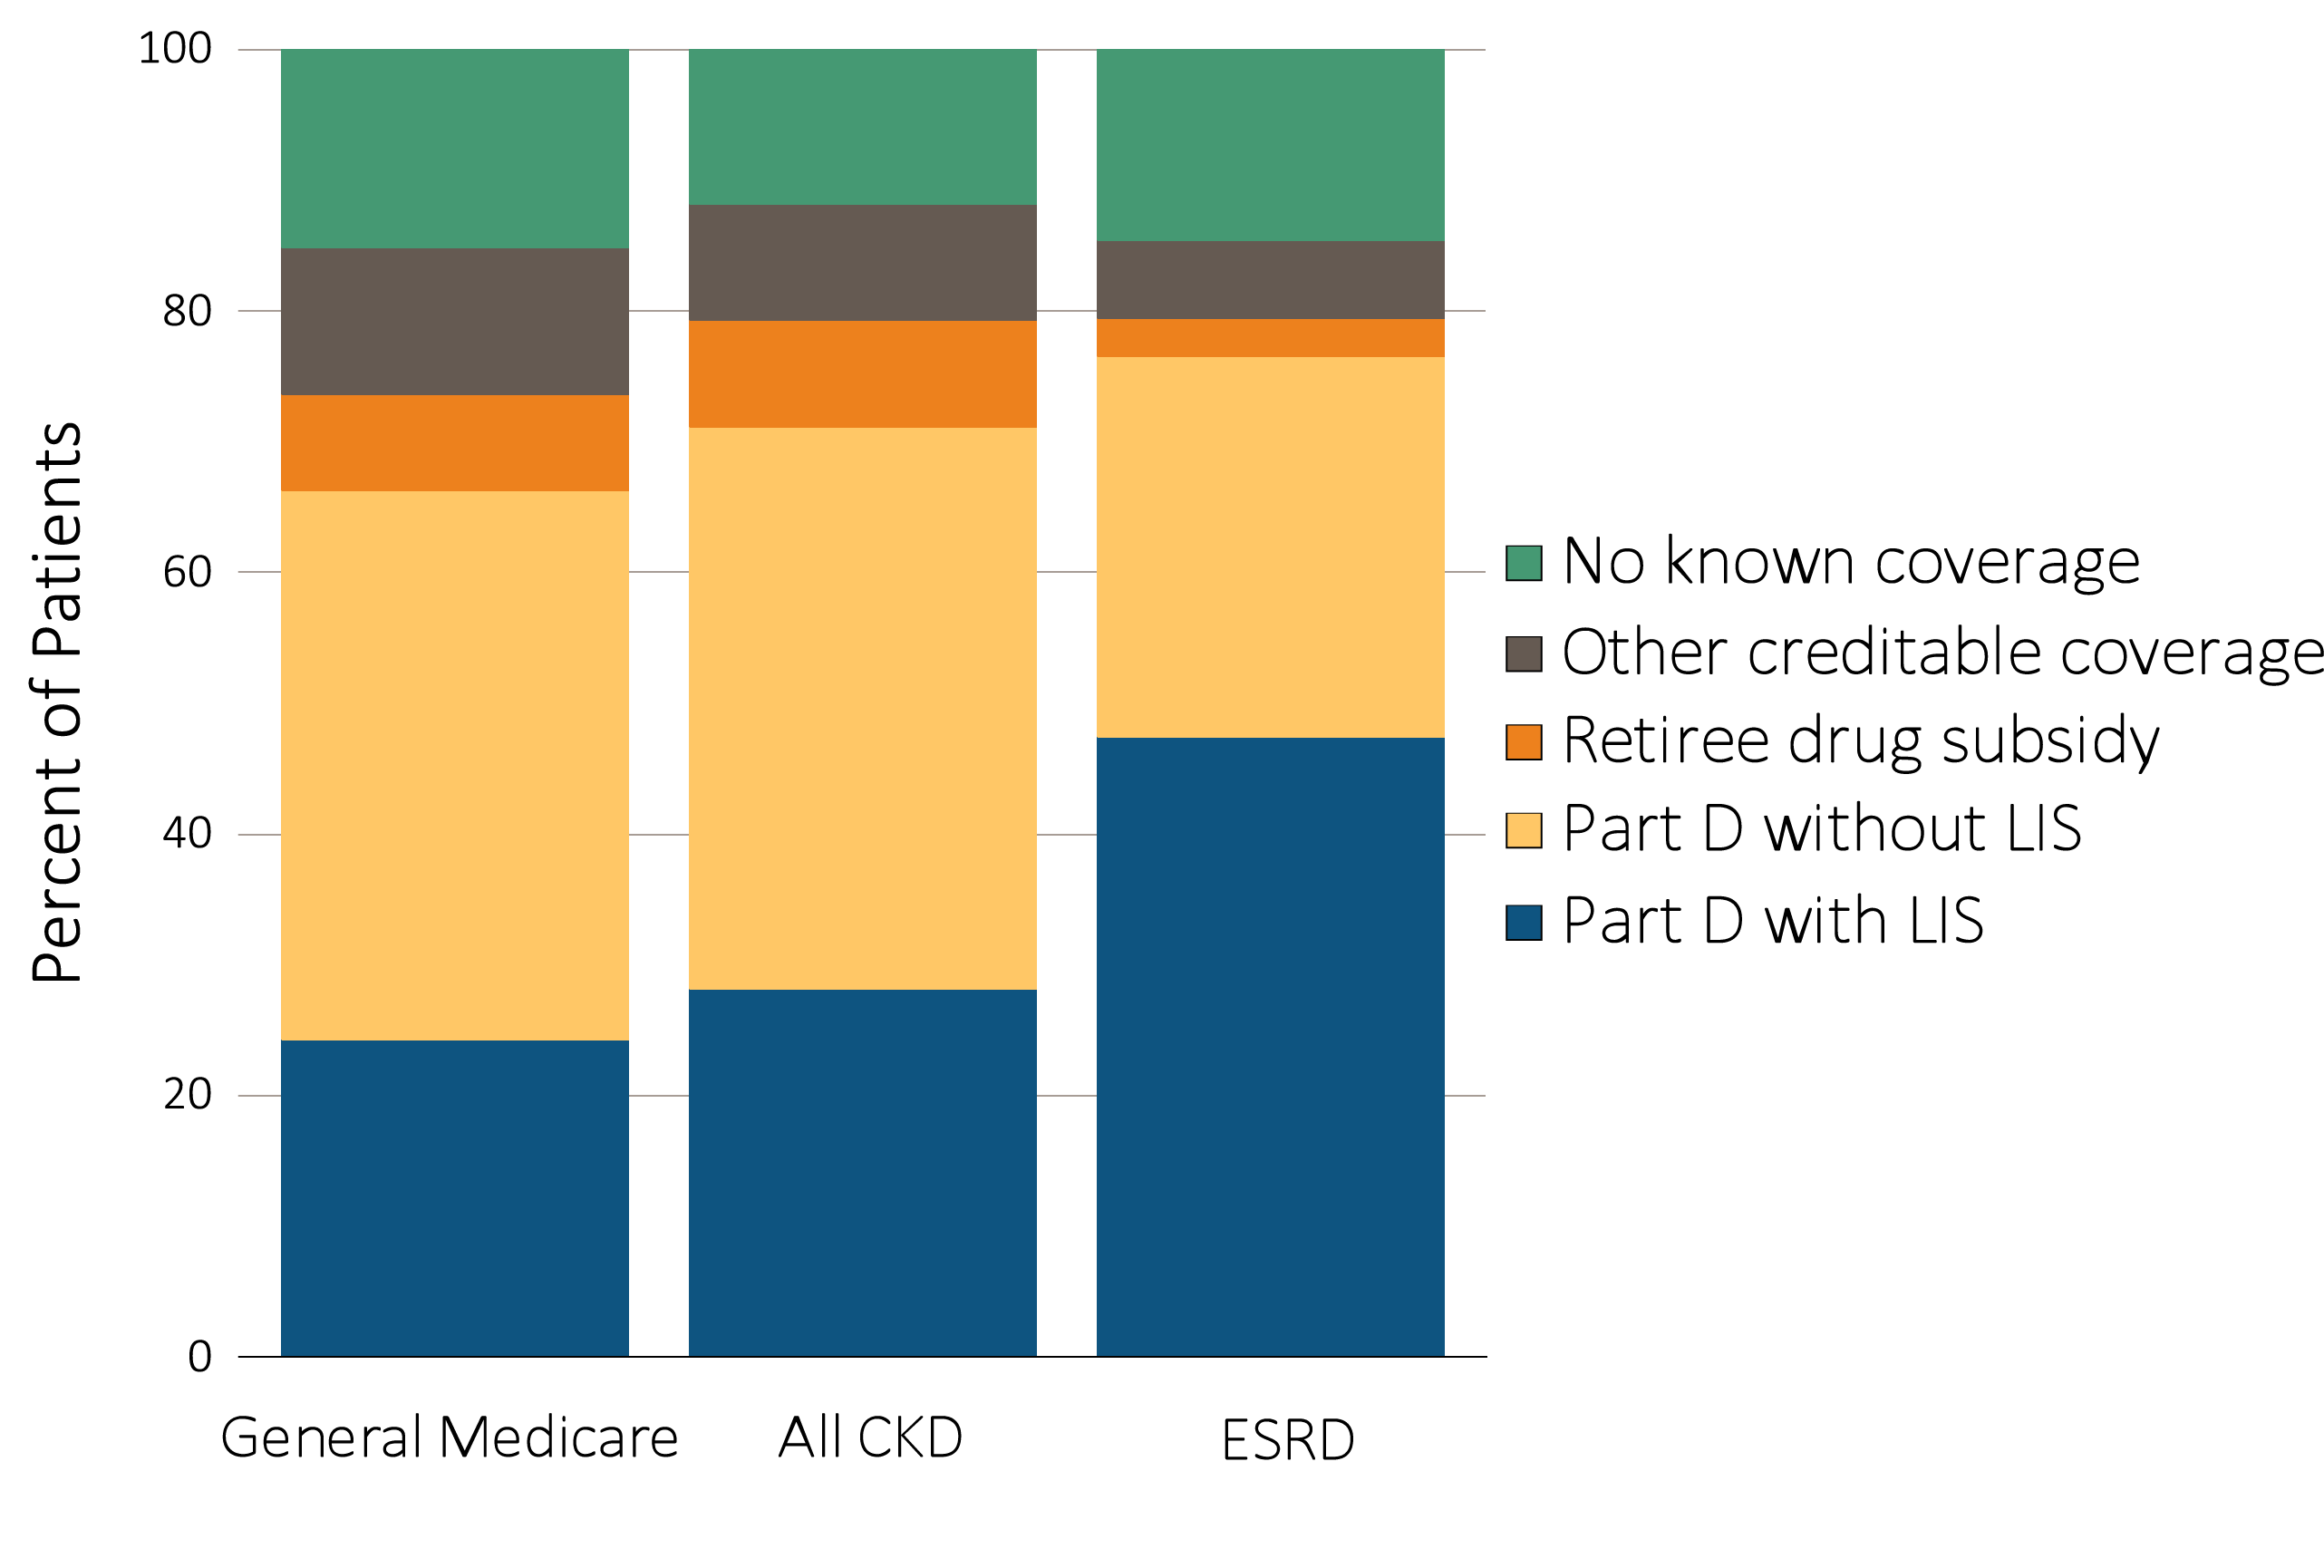 100
80
60
40
20
0
Percent of Patients
General Medicare
All CKD
ESRD
No known coverage
Other creditable coverage
Retiree drug subsidy
Part D without LIS
Part D with LIS